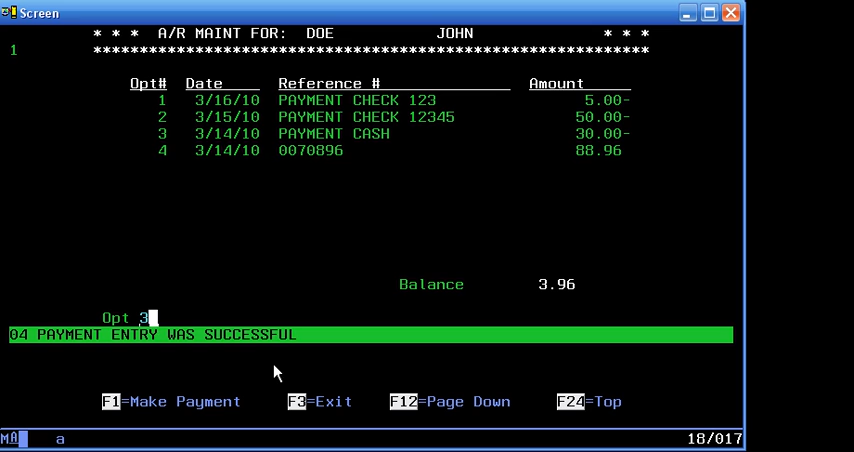 Screen
* * *  A/R MAINT FOR:  DOE  JOHN  * * *
1 ************************************************************
Opt# Date Reference # Amount
1 3/16/10 PAYMENT CHECK 123 5.00-
2 3/15/10 PAYMENT CHECK 12345 50.00-
3 3/14/10 PAYMENT CASH 30.00-
4 3/14/10 0070896 88.96
Balance 3.96
Opt 3
04 PAYMENT ENTRY WAS SUCCESSFUL
F1=Make Payment F3=Exit F12=Page Down F24=Top
MA a 18/017